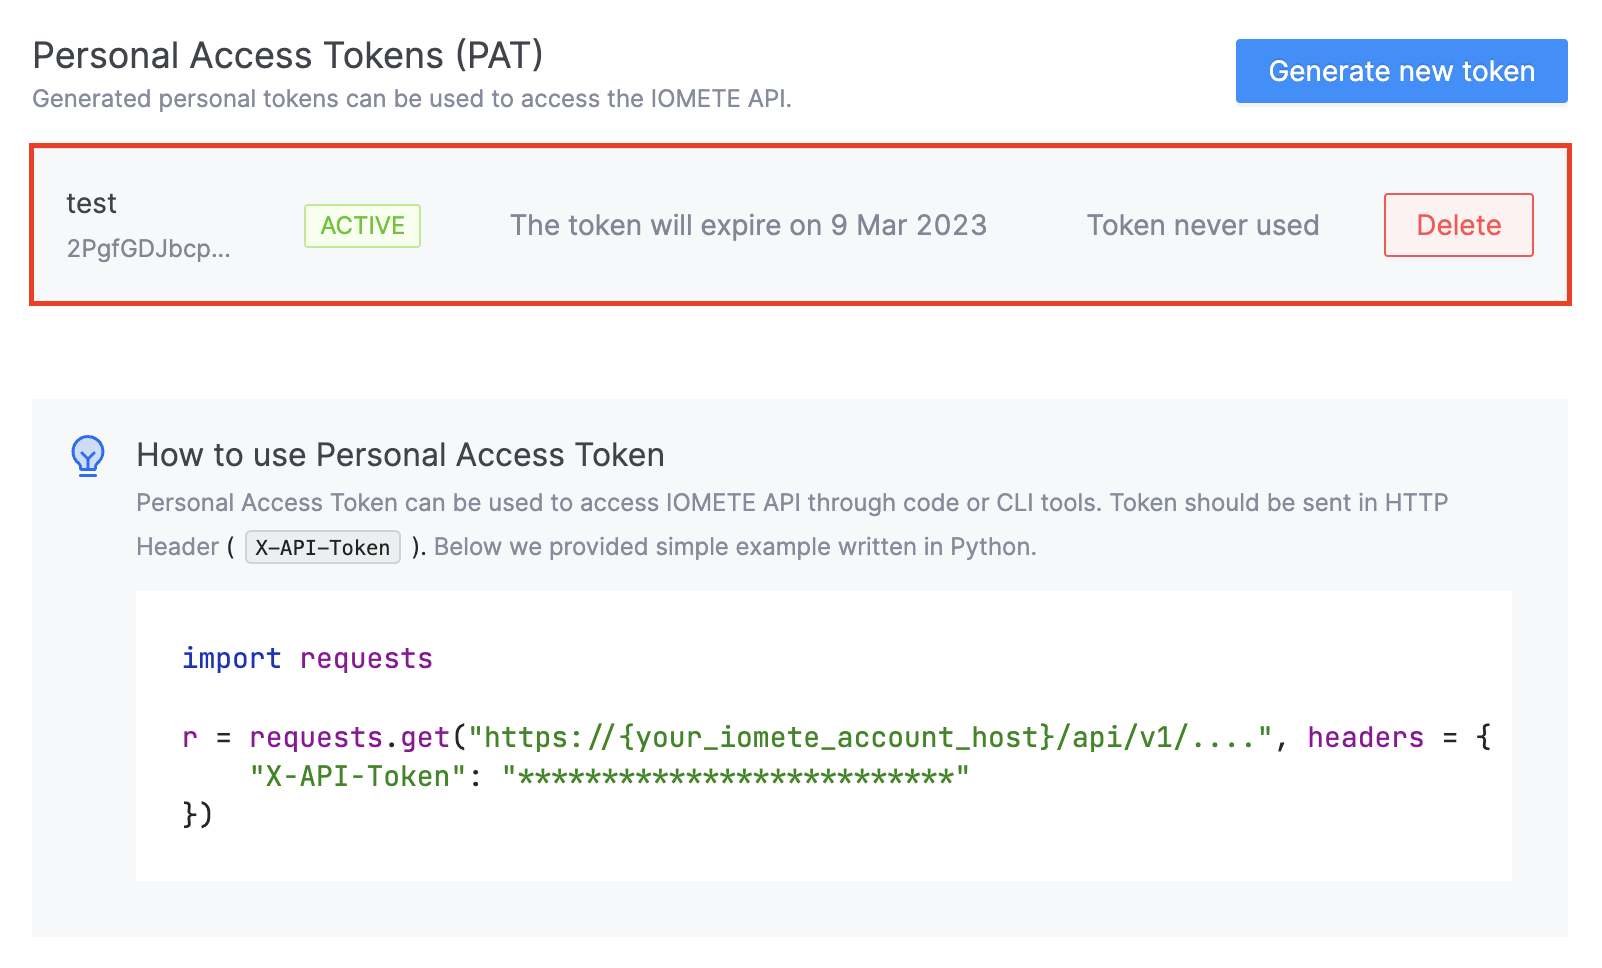 Personal Access Tokens (PAT)
Generate new token
Generated personal tokens can be used to access the IOMETE API.
test
2PgfGDJbcp...
ACTIVE
The token will expire on 9 Mar 2023
Token never used
Delete
How to use Personal Access Token
Personal Access Token can be used to access IOMETE API through code or CLI tools. Token should be sent in HTTP
Header ( X-API-Token ). Below we provided simple example written in Python.
import requests
r = requests.get("https://{your_iomete_account_host}/api/v1/....", headers = {
    "X-API-Token": "**************************"
})